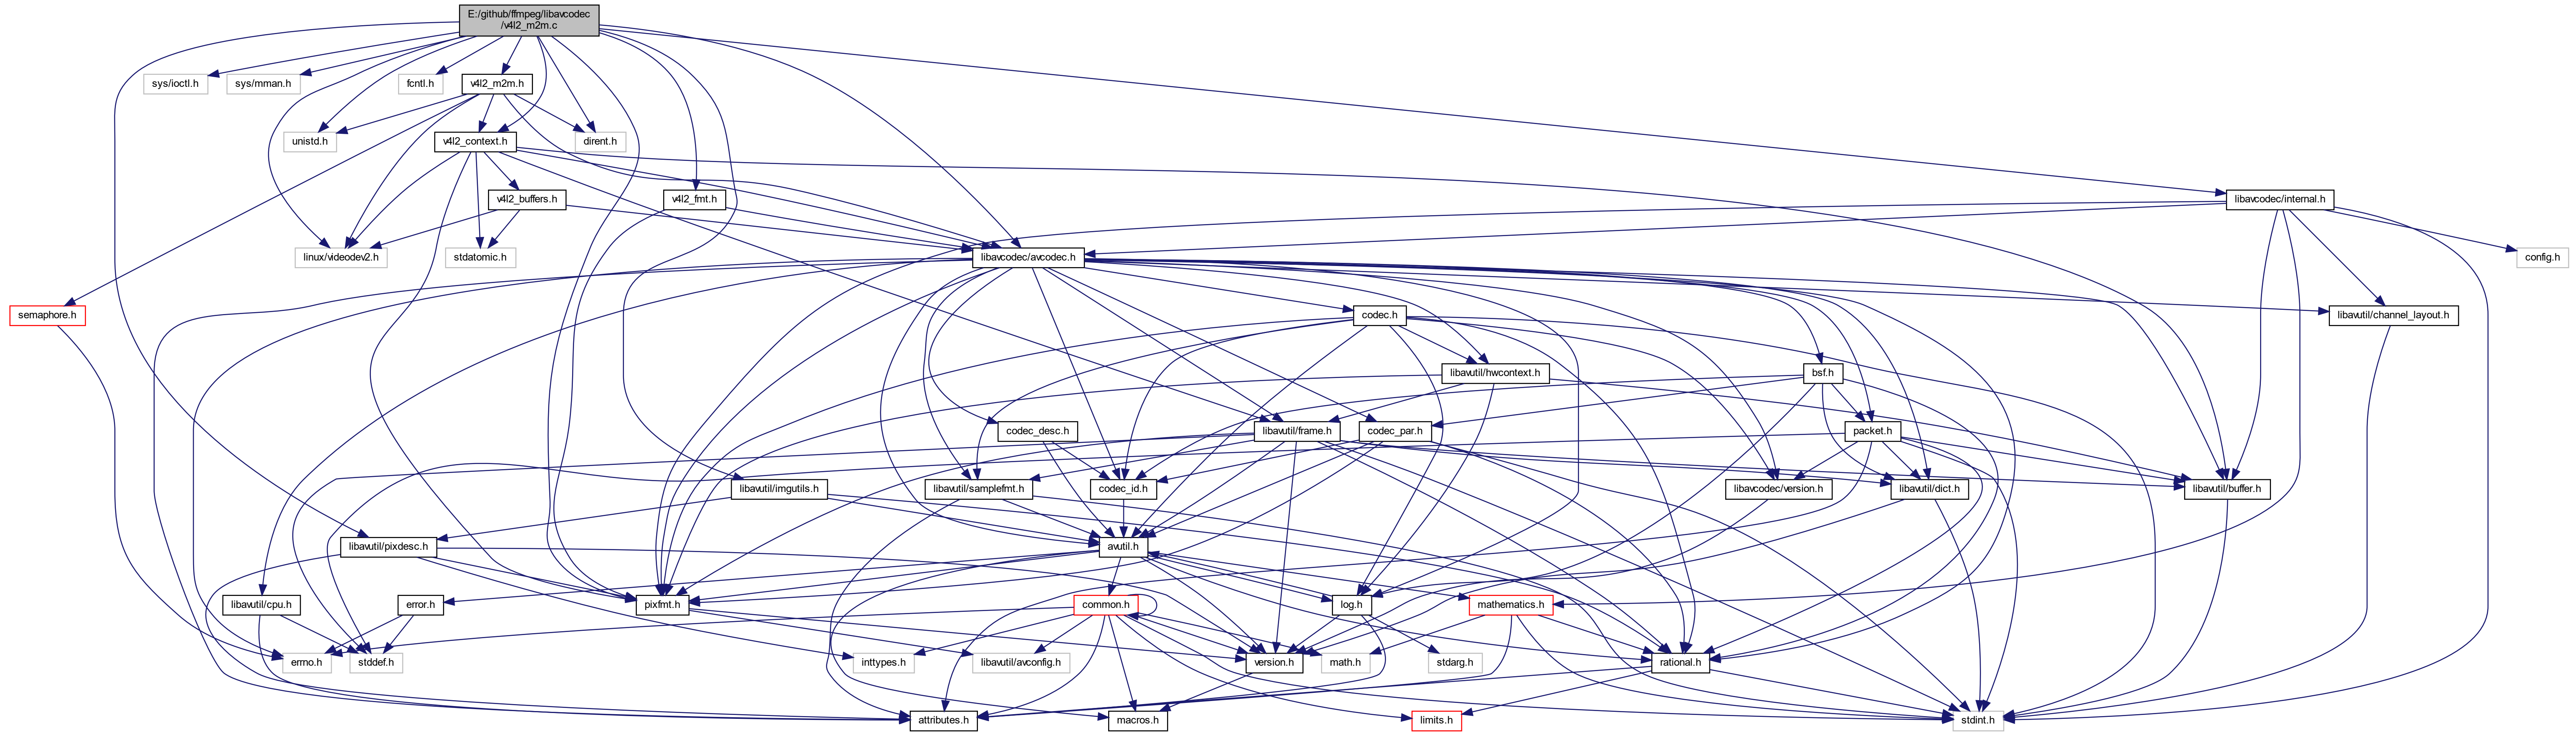 E:/github/ffmpeg/libavcodec
/v4l2_m2m.c
sys/ioctl.h
sys/mman.h
fcntl.h
v4l2_m2m.h
unistd.h
v4l2_context.h
dirent.h
v4l2_buffers.h
v4l2_fmt.h
libavcodec/internal.h
linux/videodev2.h
stdatomic.h
libavcodec/avcodec.h
config.h
semaphore.h
codec.h
libavutil/channel_layout.h
libavutil/hwcontext.h
bsf.h
codec_desc.h
libavutil/frame.h
codec_par.h
packet.h
libavutil/imgutils.h
libavutil/samplefmt.h
codec_id.h
libavcodec/version.h
libavutil/dict.h
libavutil/buffer.h
libavutil/pixdesc.h
avutil.h
libavutil/cpu.h
error.h
pixfmt.h
common.h
log.h
mathematics.h
errno.h
stddef.h
inttypes.h
libavutil/avconfig.h
version.h
math.h
stdarg.h
rational.h
attributes.h
macros.h
limits.h
stdint.h